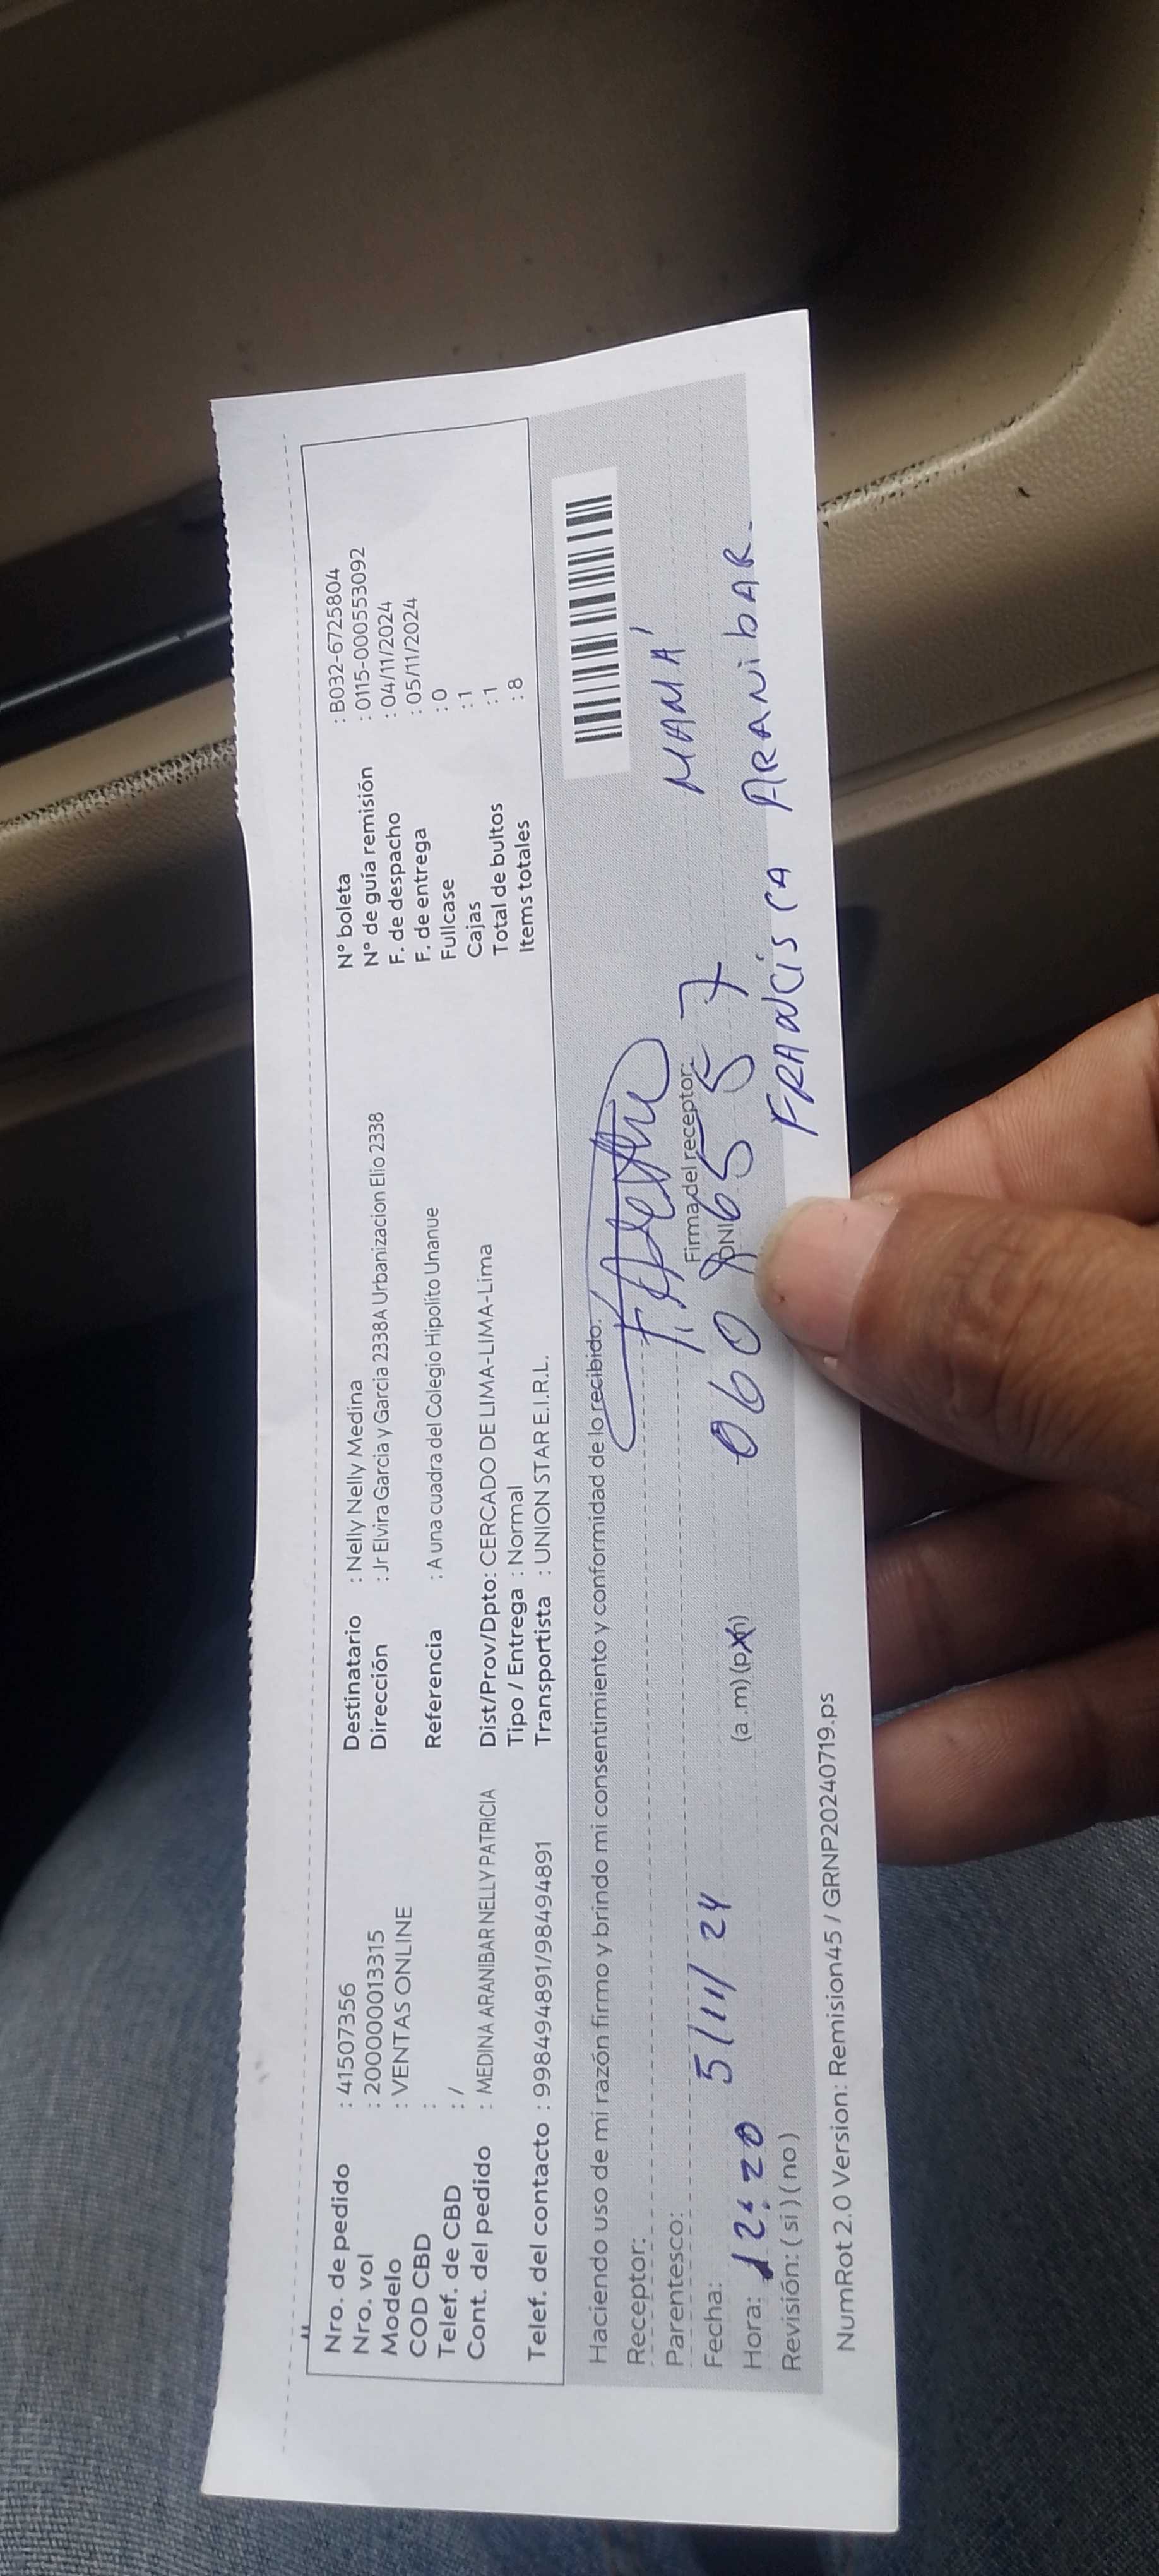 Nro. de pedido : 41507356
Nro. vol : 200000013315
Modelo : VENTAS ONLINE
COD CBD :
Telef. de CBD : /
Cont. del pedido : MEDINA ARANIBAR NELLY PATRICIA
Telef. del contacto : 998494891/98494891
Destinatario : Nelly Nelly Medina
Dirección : Jr Elvira Garcia y Garcia 2338A Urbanizacion Elio 2338
Referencia : A una cuadra del Colegio Hipolito Unanue
Dist/Prov/Dpto: CERCADO DE LIMA-LIMA-Lima
Tipo / Entrega : Normal
Transportista : UNION STAR E.I.R.L.
N° boleta : B032-6725804
N° de guía remisión : 0115-000553092
F. de despacho : 04/11/2024
F. de entrega : 05/11/2024
Fullcase : 0
Cajas : 1
Total de bultos : 1
Items totales : 8
Haciendo uso de mi razón firmo y brindo mi consentimiento y conformidad de lo recibido:
Receptor:
Parentesco:
Firma del receptor:
MAMÁ
Fecha: 5/11/24
DNI
Hora: 12:20 (a .m) (pm)
FRANCISCA ARANIBAR.
Revisión: ( si ) ( no )
NumRot 2.0 Version: Remision45 / GRNP20240719.ps